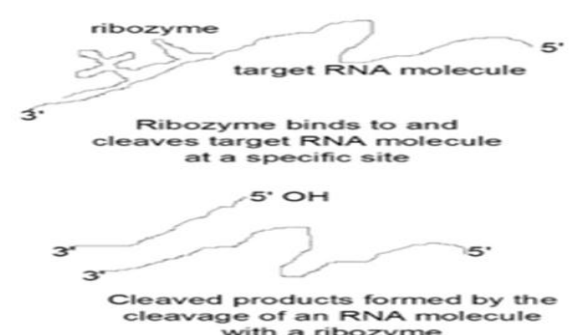 ribozyme
5'
target RNA molecule
3'
Ribozyme binds to and
cleaves target RNA molecule
at a specific site
5' OH
3'
5'
3'
Cleaved products formed by the
cleavage of an RNA molecule
with a ribozyme